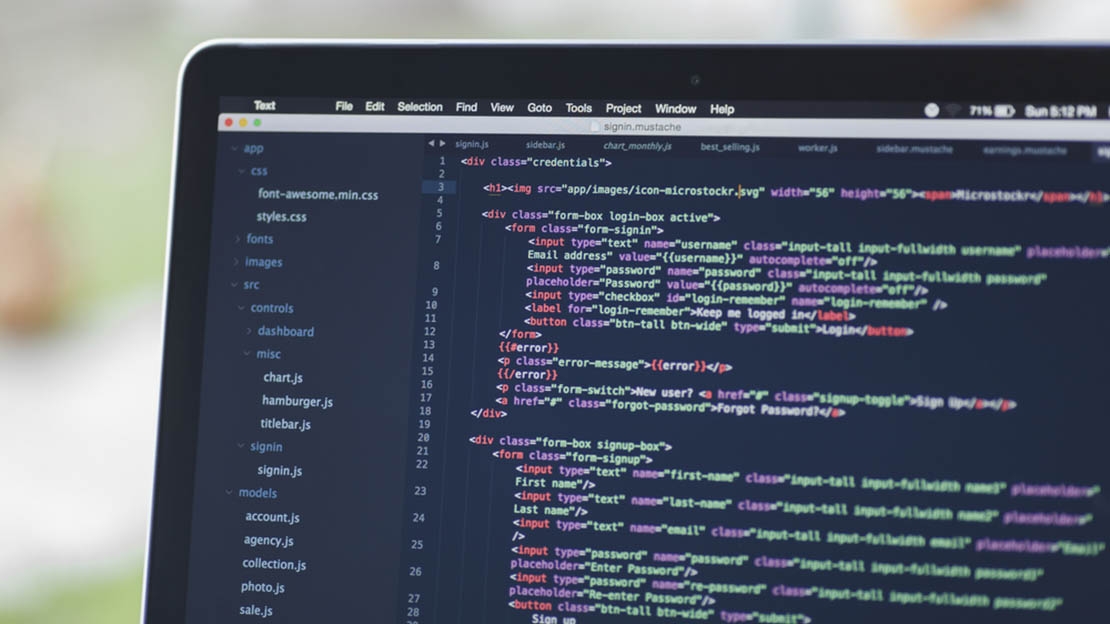 Text File Edit Selection Find View Goto Tools Project Window Help 71% Sun 5:12 PM
signin.mustache
signin.js sidebar.js chart_monthly.js best_selling.js worker.js sidebar.mustache earnings.mustache
app
css
font-awesome.min.css
styles.css
fonts
images
src
controls
dashboard
misc
chart.js
hamburger.js
titlebar.js
signin
signin.js
models
account.js
agency.js
collection.js
photo.js
sale.js
1 <div class="credentials">
2
3 <h1><img src="app/images/icon-microstockr.svg" width="56" height="56"><span>Microstockr</span></h1>
4
5 <div class="form-box login-box active">
6 <form class="form-signin">
7 <input type="text" name="username" class="input-tall input-fullwidth username" placeholder="
Email address" value="{{username}}" autocomplete="off"/>
8 <input type="password" name="password" class="input-tall input-fullwidth password"
placeholder="Password" value="{{password}}" autocomplete="off"/>
9 <input type="checkbox" id="login-remember" name="login-remember" />
10 <label for="login-remember">Keep me logged in</label>
11 <button class="btn-tall btn-wide" type="submit">Login</button>
12 </form>
13 {{#error}}
14 <p class="error-message">{{error}}</p>
15 {{/error}}
16 <p class="form-switch">New user? <a href="#" class="signup-toggle">Sign Up</a></p>
17 <a href="#" class="forgot-password">Forgot Password?</a>
18 </div>
19
20 <div class="form-box signup-box">
21 <form class="form-signup">
22 <input type="text" name="first-name" class="input-tall input-fullwidth name1" placeholder="
First name"/>
23 <input type="text" name="last-name" class="input-tall input-fullwidth name2" placeholder="
Last name"/>
24 <input type="text" name="email" class="input-tall input-fullwidth email" placeholder="Email"
/>
25 <input type="password" name="password" class="input-tall input-fullwidth password1"
placeholder="Enter Password"/>
26 <input type="password" name="re-password" class="input-tall input-fullwidth password2"
placeholder="Re-enter Password"/>
27 <button class="btn-tall btn-wide" type="submit">
28 Sign up